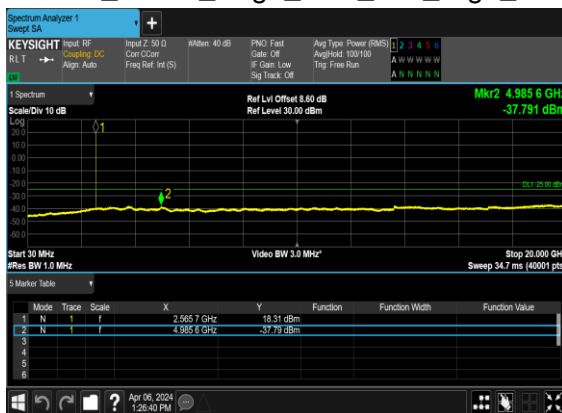 Spectrum Analyzer 1
Swept SA
+
KEYSIGHT Input: RF Input Z: 50 Ω #Atten: 40 dB PNO: Fast Avg Type: Power (RMS) 1 2 3 4 5 6
RLT Coupling: DC Corr CCorr Gate: Off Avg|Hold: 100/100 A W W W W W
Align: Auto Freq Ref: Int (S) IF Gain: Low Trig: Free Run
Sig Track: Off A N N N N N
LXI
1 Spectrum Ref Lvl Offset 8.60 dB Mkr2 4.985 6 GHz
Scale/Div 10 dB Ref Level 30.00 dBm -37.791 dBm
Log
20.0
10.0
0.00
-10.0
-20.0
-30.0
-40.0
-50.0
-60.0
1
2
DL1 -25.00 dBm
Start 30 MHz Video BW 3.0 MHz* Stop 20.000 GH
#Res BW 1.0 MHz Sweep 34.7 ms (40001 pts
5 Marker Table
Mode Trace Scale X Y Function Function Width Function Value
1 N 1 f 2.565 7 GHz 18.31 dBm
2 N 1 f 4.985 6 GHz -37.79 dBm
3
4
5
6
? Apr 06, 2024
1:26:40 PM